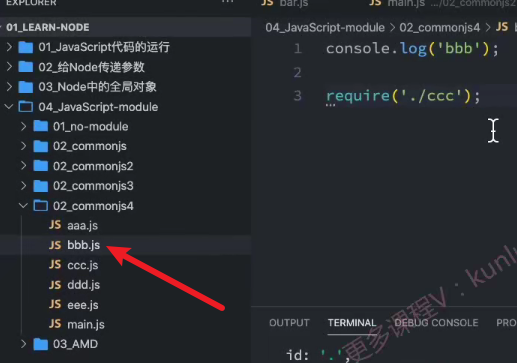 EXPLORER
bar.js
main.js .../02_commonjs2
01_LEARN-NODE
01_JavaScript代码的运行
02_给Node传递参数
03_Node中的全局对象
04_JavaScript-module
01_no-module
02_commonjs
02_commonjs2
02_commonjs3
02_commonjs4
JS aaa.js
JS bbb.js
JS ccc.js
JS ddd.js
JS eee.js
JS main.js
03_AMD
04_JavaScript-module > 02_commonjs4 > JS b
1 console.log('bbb');
2
3 require('./ccc');
更多课程V：kunlu
OUTPUT TERMINAL DEBUG CONSOLE PRO
id: '.',